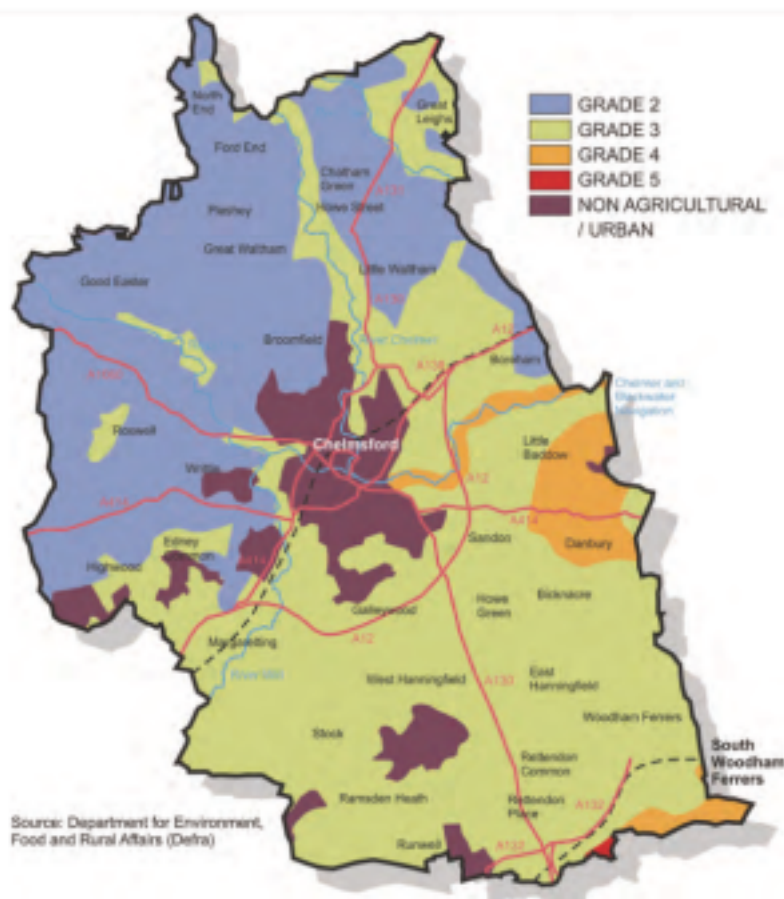 GRADE 2
GRADE 3
GRADE 4
GRADE 5
NON AGRICULTURAL
/ URBAN
North
End
Great
Leighs
Ford End
Chatham
Green
Howe Street
A131
Pleshey
Great Waltham
Good Easter
Little Waltham
A130
Broomfield
River Chelmer
A12
Boreham
A138
Chelmer and
Blackwater
Navigation
A1060
Roxwell
Chelmsford
Little
Baddow
Writtle
A12
A414
A414
Sandon
Danbury
Edney
Common
Highwood
A414
Howe
Green
Bicknacre
Galleywood
Margaretting
A12
West Hanningfield
A130
East
Hanningfield
Woodham Ferrers
Stock
South
Woodham
Ferrers
Rettendon
Common
Ramsden Heath
Rettendon
Place
A132
Source: Department for Environment,
Food and Rural Affairs (Defra)
Runwell
A132